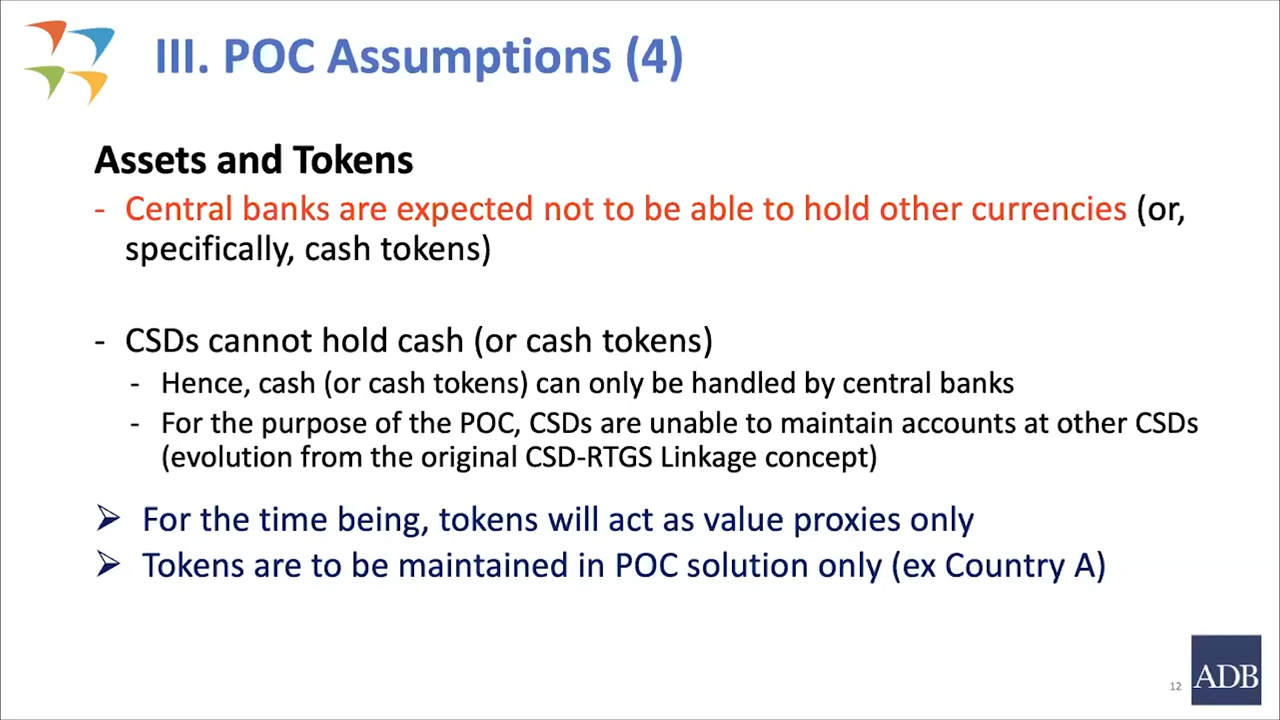 III. POC Assumptions (4)
Assets and Tokens
- Central banks are expected not to be able to hold other currencies (or,
specifically, cash tokens)
- CSDs cannot hold cash (or cash tokens)
- Hence, cash (or cash tokens) can only be handled by central banks
- For the purpose of the POC, CSDs are unable to maintain accounts at other CSDs
(evolution from the original CSD-RTGS Linkage concept)
➢ For the time being, tokens will act as value proxies only
➢ Tokens are to be maintained in POC solution only (ex Country A)
12
ADB